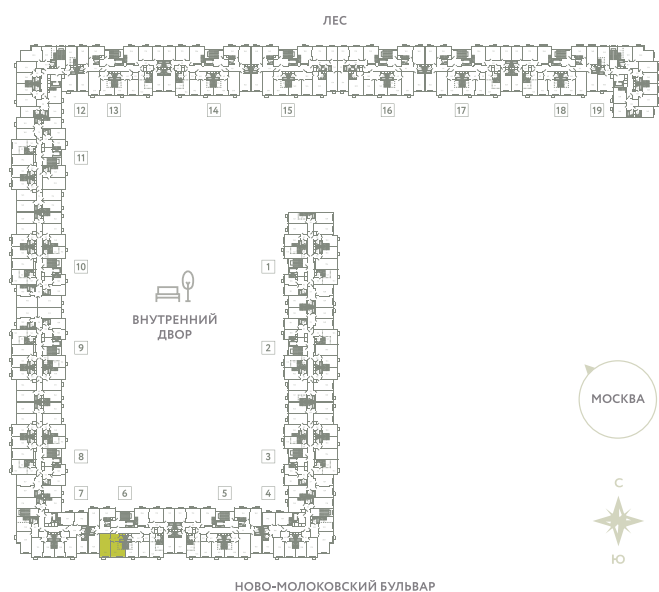 ЛЕС
12 13 14 15 16 17 18 19
11
10 1
ВНУТРЕННИЙ
ДВОР
9 2
МОСКВА
8 3
С
7 6 5 4
Ю
НОВО-МОЛОКОВСКИЙ БУЛЬВАР